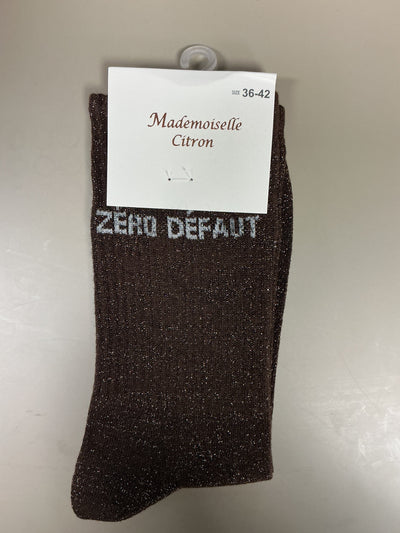 SIZE 36-42
Mademoiselle
Citron
ZÉRO DÉFAUT